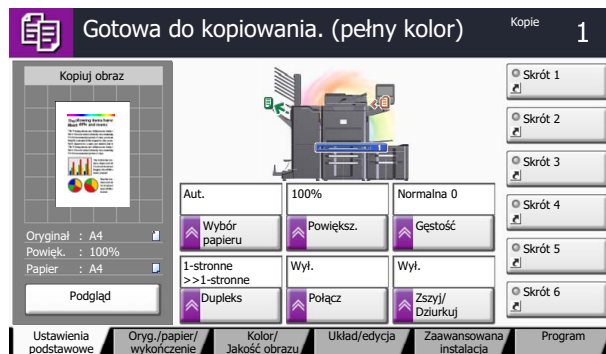 Gotowa do kopiowania. (pełny kolor)
Kopie
1
Kopiuj obraz
Oryginał : A4
Powięk. : 100%
Papier : A4
Podgląd
1
Aut.
Wybór
papieru
100%
Powiększ.
Normalna 0
Gęstość
1-stronne
>>1-stronne
Dupleks
Wył.
Połącz
Wył.
Zszyj/
Dziurkuj
Skrót 1
Skrót 2
Skrót 3
Skrót 4
Skrót 5
Skrót 6
Ustawienia
podstawowe
Oryg./papier/
wykończenie
Kolor/
Jakość obrazu
Układ/edycja
Zaawansowana
instalacja
Program